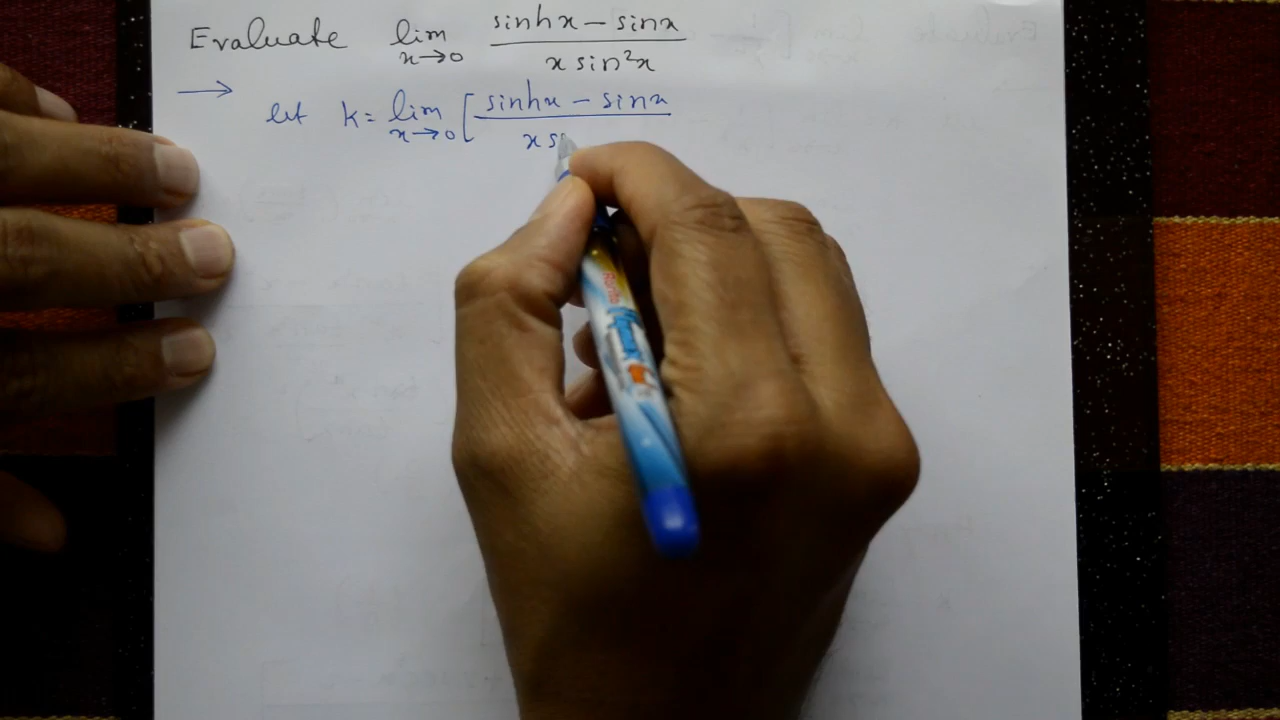 Evaluate lim x→0 (sinhx − sinx) / (x sin²x)
→ let k = lim x→0 [ (sinhx − sinx) / (x s